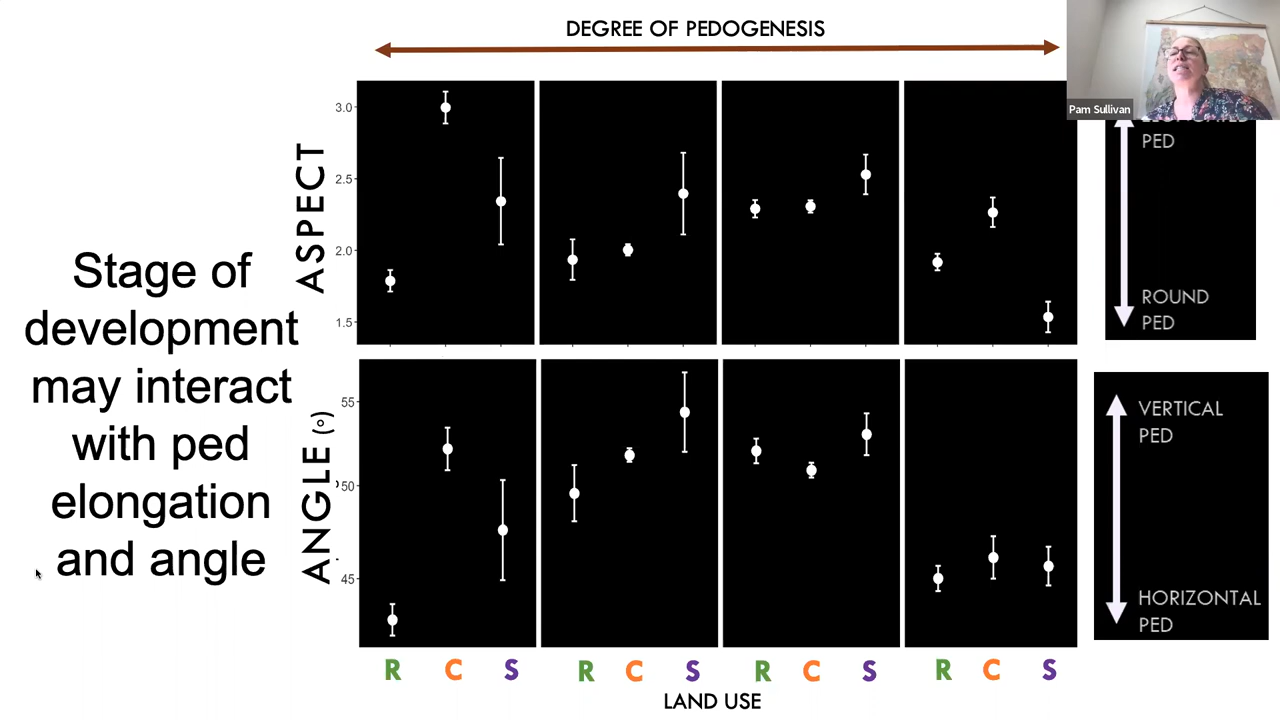 DEGREE OF PEDOGENESIS
Pam Sullivan
Stage of
development
may interact
with ped
elongation
and angle
ASPECT
3.0
2.5
2.0
1.5
ANGLE (°)
55
50
45
PED
ROUND
PED
VERTICAL
PED
HORIZONTAL
PED
R C S R C S R C S R C S
LAND USE